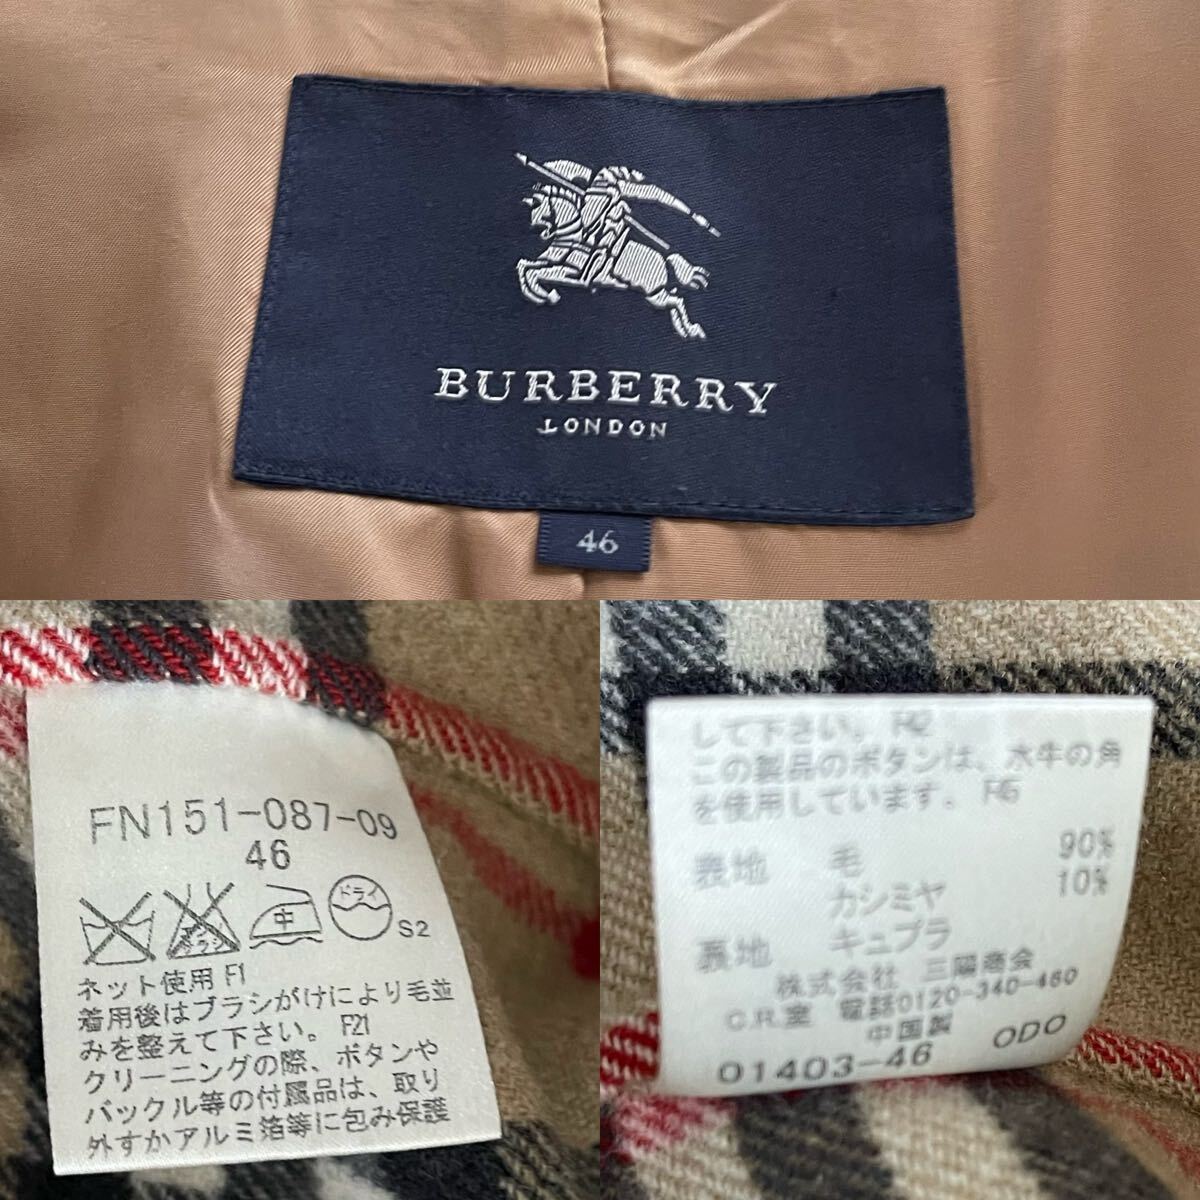 BURBERRY
LONDON
46
FN151-087-09
46
ドライ
中
S2
ネット使用 F1
着用後はブラシがけにより毛並
みを整えて下さい。 F21
クリーニングの際、ボタンや
バックル等の付属品は、取り
外すかアルミ箔等に包み保護
して下さい。 F62
この製品のボタンは、水牛の角
を使用しています。 F65
表地 毛 90%
カシミヤ 10%
裏地 キュプラ
株式会社 三陽商会
C.R.室 電話0120-340-460
中国製
01403-46 ODO